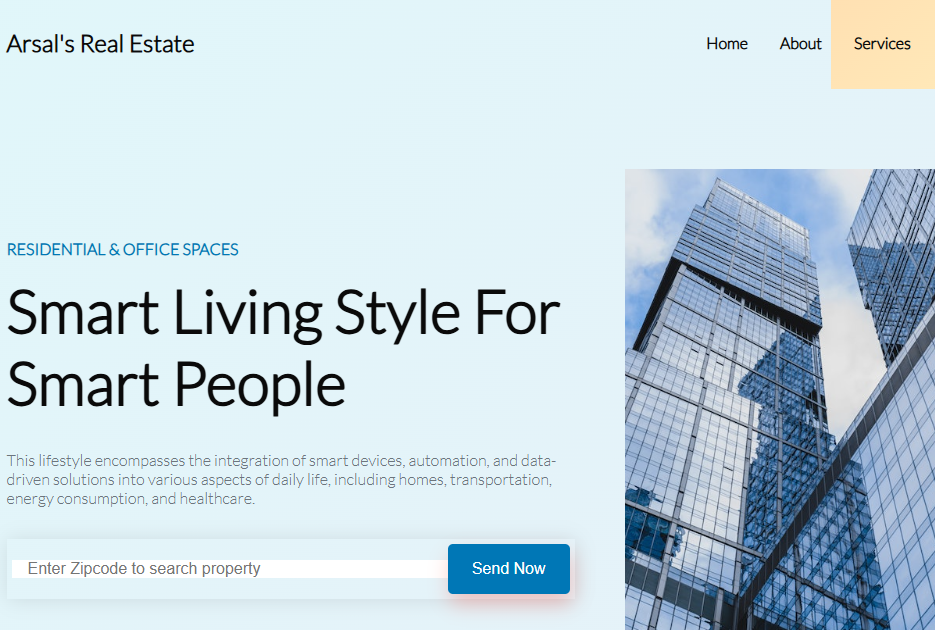 Arsal's Real Estate
Home About Services
RESIDENTIAL & OFFICE SPACES
Smart Living Style For
Smart People
This lifestyle encompasses the integration of smart devices, automation, and data-
driven solutions into various aspects of daily life, including homes, transportation,
energy consumption, and healthcare.
Enter Zipcode to search property
Send Now